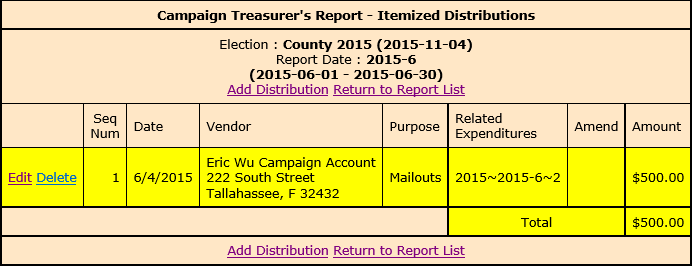 Campaign Treasurer's Report - Itemized Distributions
Election : County 2015 (2015-11-04)
Report Date : 2015-6
(2015-06-01 - 2015-06-30)
Add Distribution Return to Report List
Seq Num Date Vendor Purpose Related Expenditures Amend Amount
Edit Delete 1 6/4/2015 Eric Wu Campaign Account Mailouts 2015~2015-6~2 $500.00
222 South Street
Tallahassee, F 32432
Total $500.00
Add Distribution Return to Report List